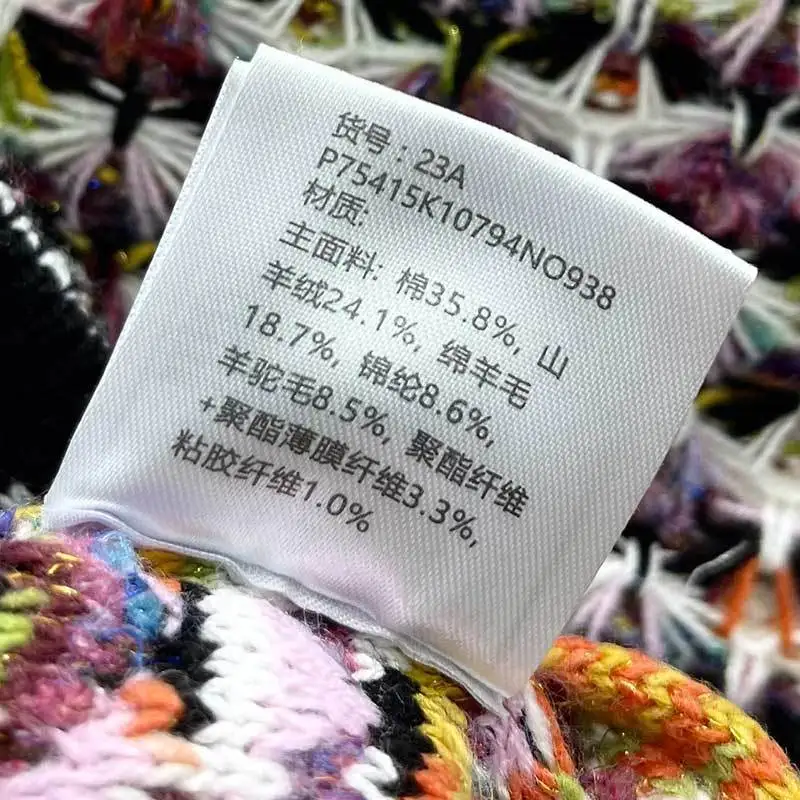 货号：23A
P75415K10794NO938
材质:
主面料: 棉35.8%, 山
羊绒24.1%, 绵羊毛
18.7%, 锦纶8.6%,
羊驼毛8.5%, 聚酯纤维
+聚酯薄膜纤维3.3%,
粘胶纤维1.0%